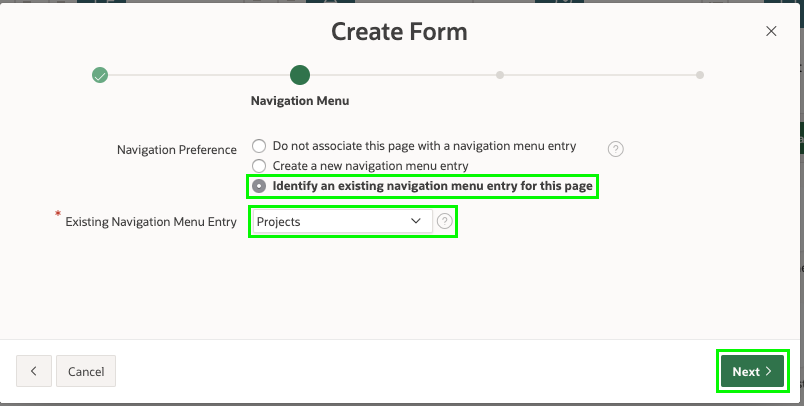 Create Form
Navigation Menu
Navigation Preference
Do not associate this page with a navigation menu entry
?
Create a new navigation menu entry
Identify an existing navigation menu entry for this page
* Existing Navigation Menu Entry
Projects
?
Cancel
Next